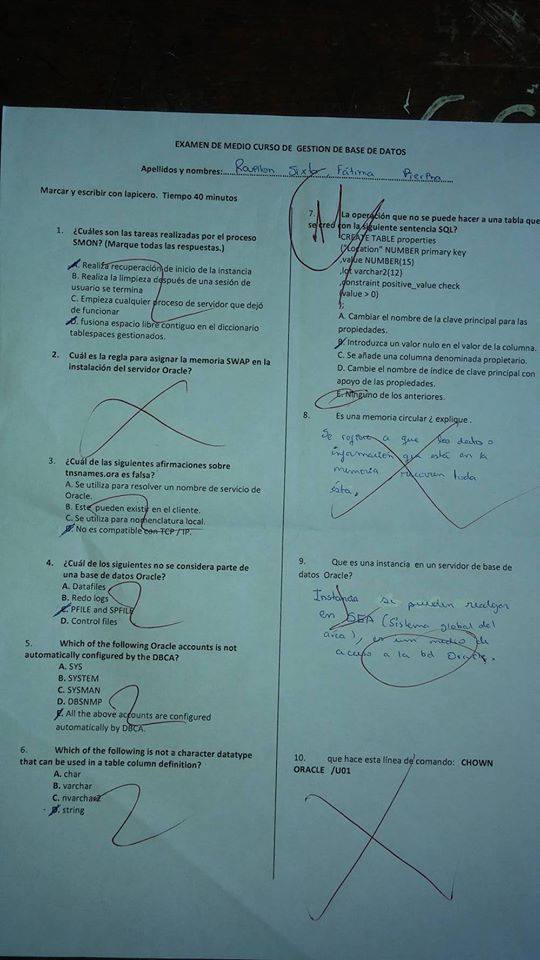 EXAMEN DE MEDIO CURSO DE GESTION DE BASE DE DATOS
Apellidos y nombres: Sixto Fátima Pierina
Marcar y escribir con lapicero. Tiempo 40 minutos
1. ¿Cuáles son las tareas realizadas por el proceso
SMON? (Marque todas las respuestas.)
A. Realiza recuperación de inicio de la instancia
B. Realiza la limpieza después de una sesión de
usuario se termina
C. Empieza cualquier proceso de servidor que dejó
de funcionar
D. fusiona espacio libre contiguo en el diccionario
tablespaces gestionados.
2. Cuál es la regla para asignar la memoria SWAP en la
instalación del servidor Oracle?
3. ¿Cuál de las siguientes afirmaciones sobre
tnsnames.ora es falsa?
A. Se utiliza para resolver un nombre de servicio de
Oracle.
B. Este pueden existir en el cliente.
C. Se utiliza para nomenclatura local.
D. No es compatible con TCP / IP.
4. ¿Cuál de los siguientes no se considera parte de
una base de datos Oracle?
A. Datafiles
B. Redo logs
C. PFILE and SPFILE
D. Control files
5. Which of the following Oracle accounts is not
automatically configured by the DBCA?
A. SYS
B. SYSTEM
C. SYSMAN
D. DBSNMP
E. All the above accounts are configured
automatically by DBCA.
6. Which of the following is not a character datatype
that can be used in a table column definition?
A. char
B. varchar
C. nvarchar2
D. string
7. La operación que no se puede hacer a una tabla que
se creó con la siguiente sentencia SQL?
CREATE TABLE properties
("Location" NUMBER primary key
,value NUMBER(15)
,lot varchar2(12)
,constraint positive_value check
(value > 0)
);
A. Cambiar el nombre de la clave principal para las
propiedades.
B. Introduzca un valor nulo en el valor de la columna.
C. Se añade una columna denominada propietario.
D. Cambie el nombre de índice de clave principal con
apoyo de las propiedades.
E. Ninguno de los anteriores.
8. Es una memoria circular ¿ explique .
Se refiere a que los datos o
información que está en la
memoria recorren toda
ésta.
9. Que es una instancia en un servidor de base de
datos Oracle?
Instancia se pueden
en SGA (Sistema global del
area), es un medio de
acceso a la bd Oracle.
10. que hace esta línea de comando: CHOWN
ORACLE /U01